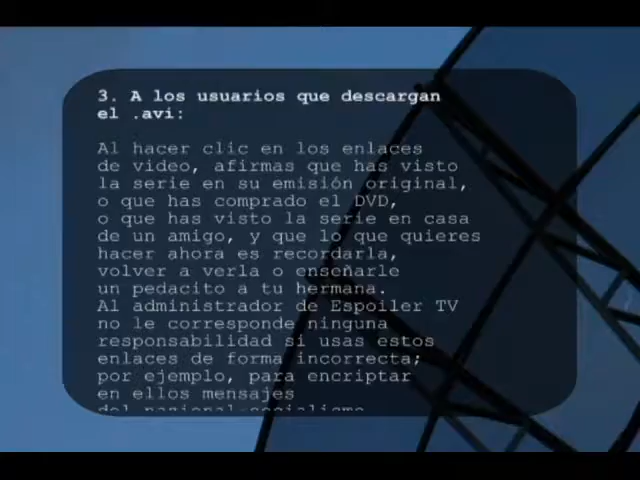 3. A los usuarios que descargan
el .avi:
Al hacer clic en los enlaces
de video, afirmas que has visto
la serie en su emisión original,
o que has comprado el DVD,
o que has visto la serie en casa
de un amigo, y que lo que quieres
hacer ahora es recordarla,
volver a verla o enseñarle
un pedacito a tu hermana.
Al administrador de Espoiler TV
no le corresponde ninguna
responsabilidad si usas estos
enlaces de forma incorrecta;
por ejemplo, para encriptar
en ellos mensajes